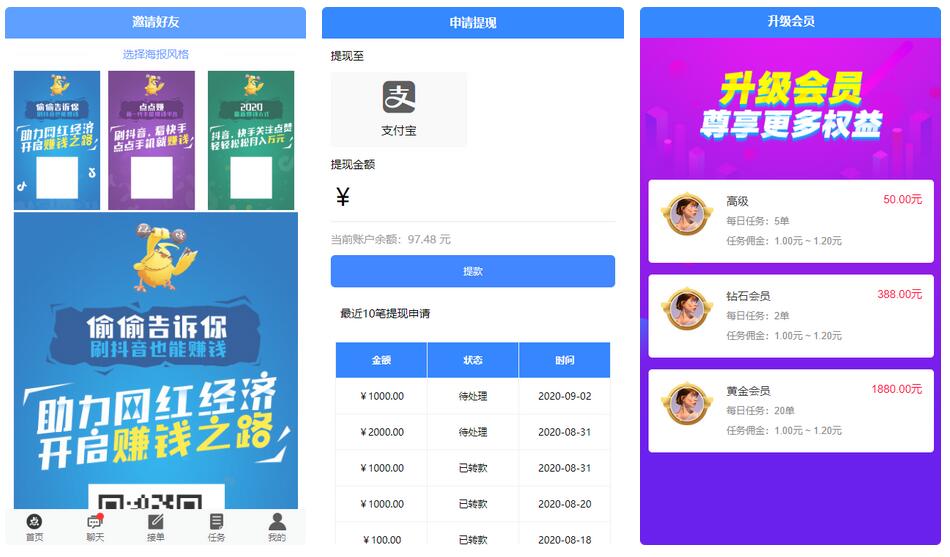 邀请好友
选择海报风格
偷偷告诉你
刷抖音也能赚钱
助力网红经济
开启赚钱之路
点点赚
刷抖音、看快手
点点手机就赚钱
2020
抖音、快手关注点赞
轻轻松松月入万元
偷偷告诉你
刷抖音也能赚钱
助力网红经济
开启赚钱之路
首页
聊天
接单
任务
我的
申请提现
提现至
支
支付宝
提现金额
¥
当前账户余额：97.48 元
提款
最近10笔提现申请
金额 状态 时间
¥ 1000.00 待处理 2020-09-02
¥ 2000.00 待处理 2020-08-31
¥ 1000.00 已转款 2020-08-31
¥ 1000.00 已转款 2020-08-20
¥ 100.00 已转款 2020-08-18
升级会员
升级会员
尊享更多权益
高级 50.00元
每日任务：5单
任务佣金：1.00元 ~ 1.20元
钻石会员 388.00元
每日任务：2单
任务佣金：1.00元 ~ 1.20元
黄金会员 1880.00元
每日任务：20单
任务佣金：1.00元 ~ 1.20元